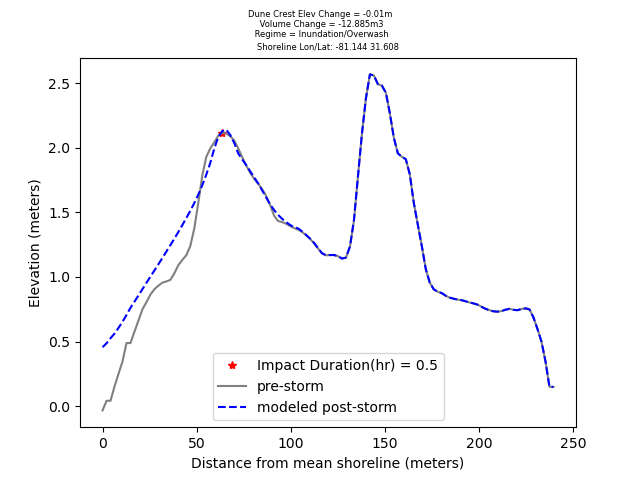 Dune Crest Elev Change = -0.01m
Volume Change = -12.885m3
Regime = Inundation/Overwash
Shoreline Lon/Lat: -81.144 31.608
2.5
2.0
1.5
1.0
0.5
0.0
Elevation (meters)
Impact Duration(hr) = 0.5
pre-storm
modeled post-storm
0 50 100 150 200 250
Distance from mean shoreline (meters)